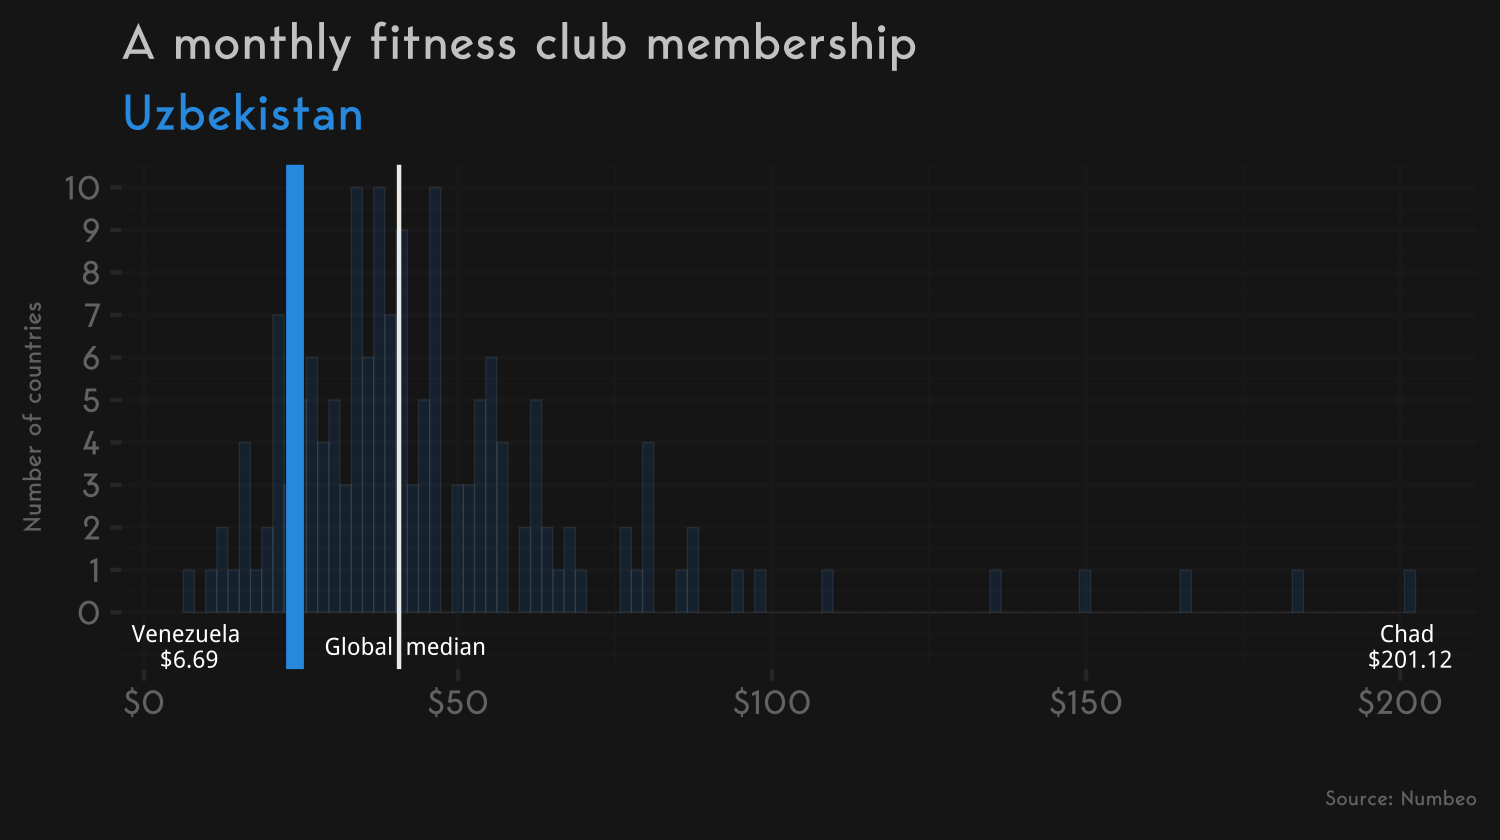 A monthly fitness club membership
Uzbekistan
Number of countries
10
9
8
7
6
5
4
3
2
1
0
Venezuela
$6.69
Global median
Chad
$201.12
$0
$50
$100
$150
$200
Source: Numbeo